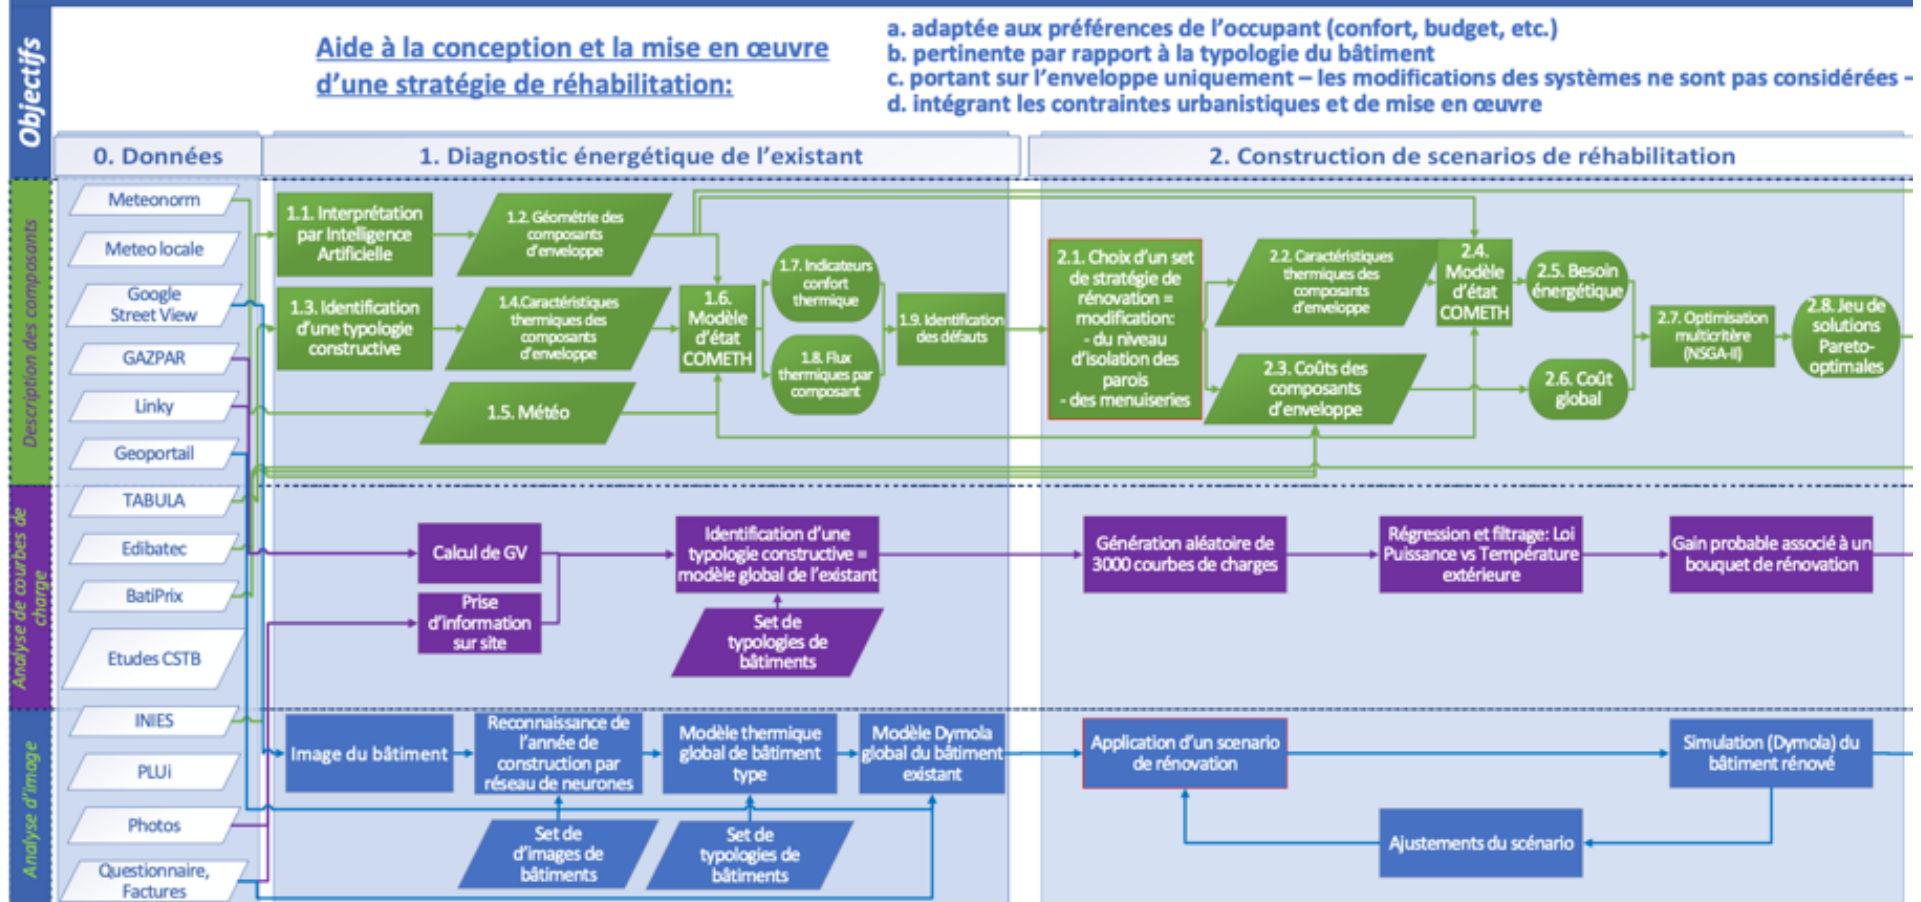 Objectifs
Aide à la conception et la mise en œuvre
d'une stratégie de réhabilitation:
a. adaptée aux préférences de l'occupant (confort, budget, etc.)
b. pertinente par rapport à la typologie du bâtiment
c. portant sur l'enveloppe uniquement – les modifications des systèmes ne sont pas considérées –
d. intégrant les contraintes urbanistiques et de mise en œuvre
0. Données
1. Diagnostic énergétique de l'existant
2. Construction de scenarios de réhabilitation
Meteonorm
Meteo locale
Google
Street View
GAZPAR
Linky
Geoportail
TABULA
Edibatec
BatiPrix
Etudes CSTB
INIES
PLUi
Photos
Questionnaire,
Factures
Description des composants
1.1. Interprétation
par Intelligence
Artificielle
1.2. Géométrie des
composants
d'enveloppe
1.3. Identification
d'une typologie
constructive
1.4.Caractéristiques
thermiques des
composants
d'enveloppe
1.5. Météo
1.6.
Modèle
d'état
COMETH
1.7. Indicateurs
confort
thermique
1.8. Flux
thermiques par
composant
1.9. Identification
des défauts
2.1. Choix d'un set
de stratégie de
rénovation =
modification:
- du niveau
d'isolation des
parois
- des menuiseries
2.2. Caractéristiques
thermiques des
composants
d'enveloppe
2.3. Coûts des
composants
d'enveloppe
2.4.
Modèle
d'état
COMETH
2.5. Besoin
énergétique
2.6. Coût
global
2.7. Optimisation
multicritère
(NSGA-II)
2.8. Jeu de
solutions
Pareto-
optimales
Analyse de courbes de
charge
Calcul de GV
Prise
d'information
sur site
Identification d'une
typologie constructive =
modèle global de l'existant
Set de
typologies de
bâtiments
Génération aléatoire de
3000 courbes de charges
Régression et filtrage: Loi
Puissance vs Température
extérieure
Gain probable associé à un
bouquet de rénovation
Analyse d'image
Image du bâtiment
Reconnaissance de
l'année de
construction par
réseau de neurones
Modèle thermique
global de bâtiment
type
Modèle Dymola
global du bâtiment
existant
Set de
d'images de
bâtiments
Set de
typologies de
bâtiments
Application d'un scenario
de rénovation
Simulation (Dymola) du
bâtiment rénové
Ajustements du scénario